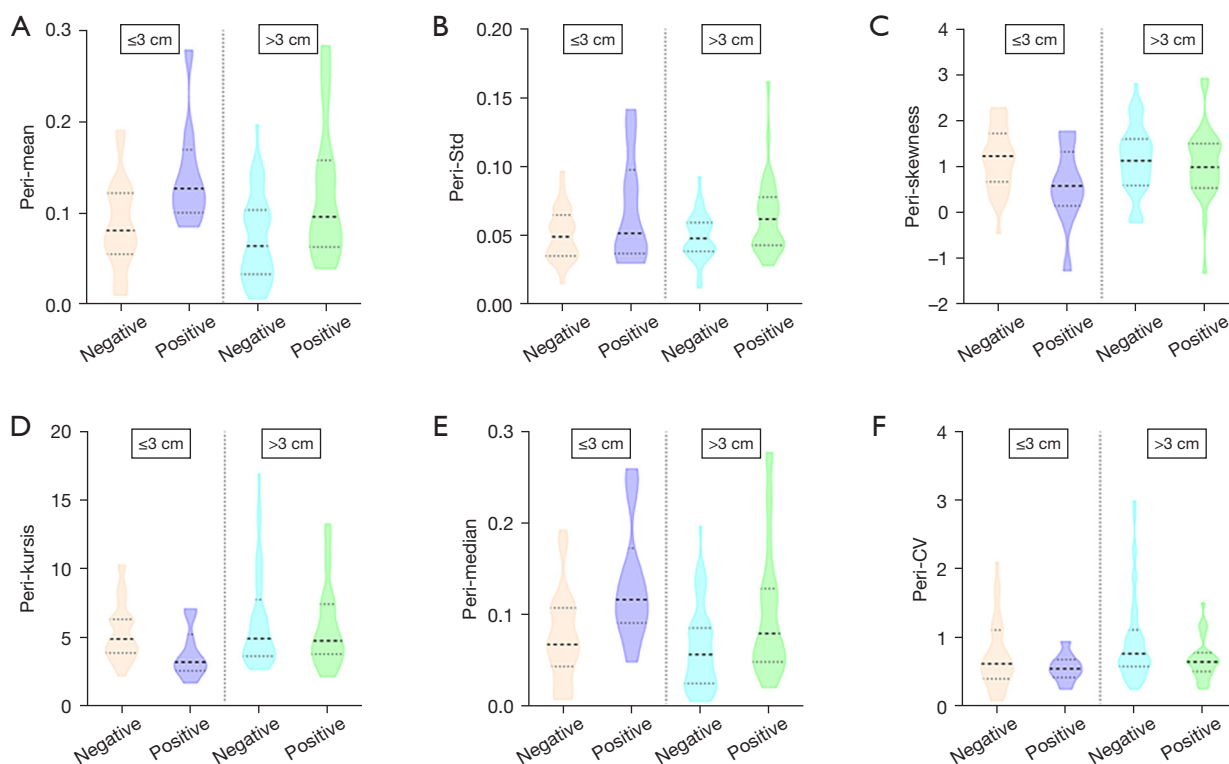 A
Peri-mean
0.3
0.2
0.1
0.0
≤3 cm
>3 cm
Negative
Positive
Negative
Positive
B
Peri-Std
0.20
0.15
0.10
0.05
0.00
≤3 cm
>3 cm
Negative
Positive
Negative
Positive
C
Peri-skewness
4
3
2
1
0
–1
–2
≤3 cm
>3 cm
Negative
Positive
Negative
Positive
D
Peri-kursis
20
15
10
5
0
≤3 cm
>3 cm
Negative
Positive
Negative
Positive
E
Peri-median
0.3
0.2
0.1
0.0
≤3 cm
>3 cm
Negative
Positive
Negative
Positive
F
Peri-CV
4
3
2
1
0
≤3 cm
>3 cm
Negative
Positive
Negative
Positive